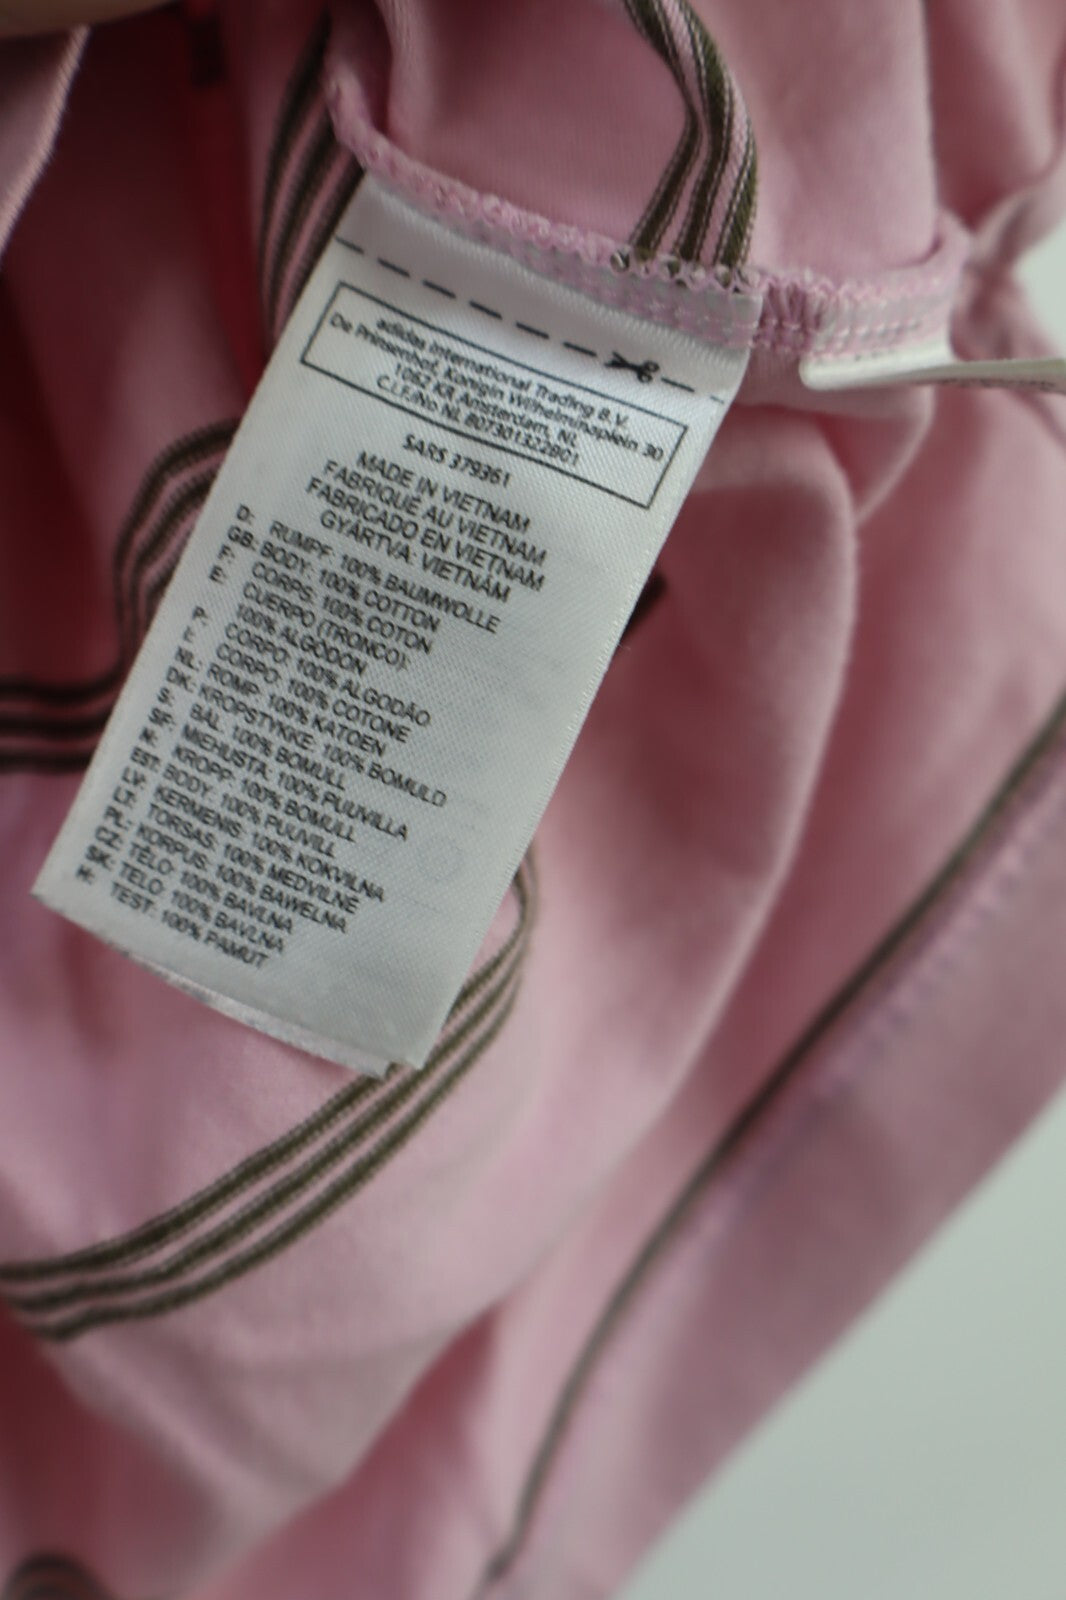 adidas International Trading B.V.
De Prinsenhof, Konigin Wilhelminaplein 30
1062 KR Amsterdam, NL
C.I.F./No. NL 807301322B01
SARS 379361
MADE IN VIETNAM
FABRIQUÉ AU VIETNAM
FABRICADO EN VIETNAM
GYÁRTVA: VIETNÁM
D: RUMPF: 100% BAUMWOLLE
GB: BODY: 100% COTTON
F: CORPS: 100% COTON
E: CUERPO (TRONCO):
100% ALGODON
P: CORPO: 100% ALGODÃO
I: CORPO: 100% COTONE
NL: ROMP: 100% KATOEN
DK: KROPSTYKKE: 100% BOMULD
S: BÅL: 100% BOMULL
SF: MIEHUSTA: 100% PUUVILLA
N: KROPP: 100% BOMULL
EST: BODY: 100% PUUVILL
LV: KERMENIS: 100% KOKVILNA
LT: TORSAS: 100% MEDVILNĖ
PL: KORPUS: 100% BAWEŁNA
CZ: TĚLO: 100% BAVLNA
SK: TELO: 100% BAVLNA
H: TEST: 100% PAMUT